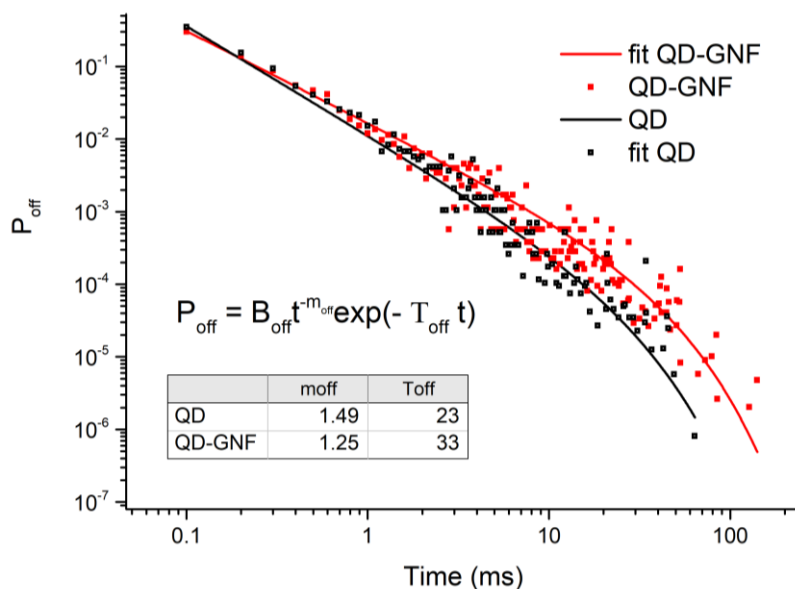 10^-1
10^-2
10^-3
10^-4
10^-5
10^-6
10^-7
P_off
fit QD-GNF
QD-GNF
QD
fit QD
P_off = B_off t^-m_off exp(- T_off t)
moff Toff
QD 1.49 23
QD-GNF 1.25 33
0.1 1 10 100
Time (ms)